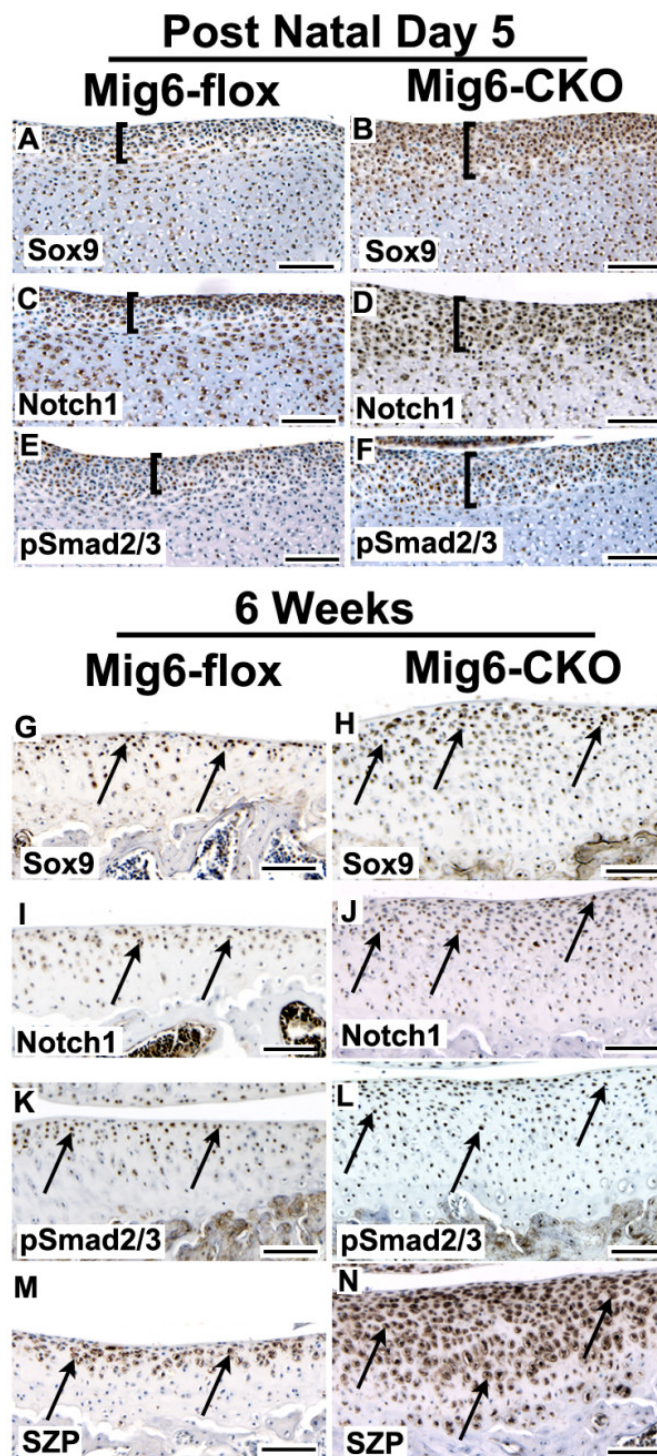 Post Natal Day 5
Mig6-flox Mig6-CKO
A B
Sox9 Sox9
C D
Notch1 Notch1
E F
pSmad2/3 pSmad2/3
6 Weeks
Mig6-flox Mig6-CKO
G H
Sox9 Sox9
I J
Notch1 Notch1
K L
pSmad2/3 pSmad2/3
M N
SZP SZP